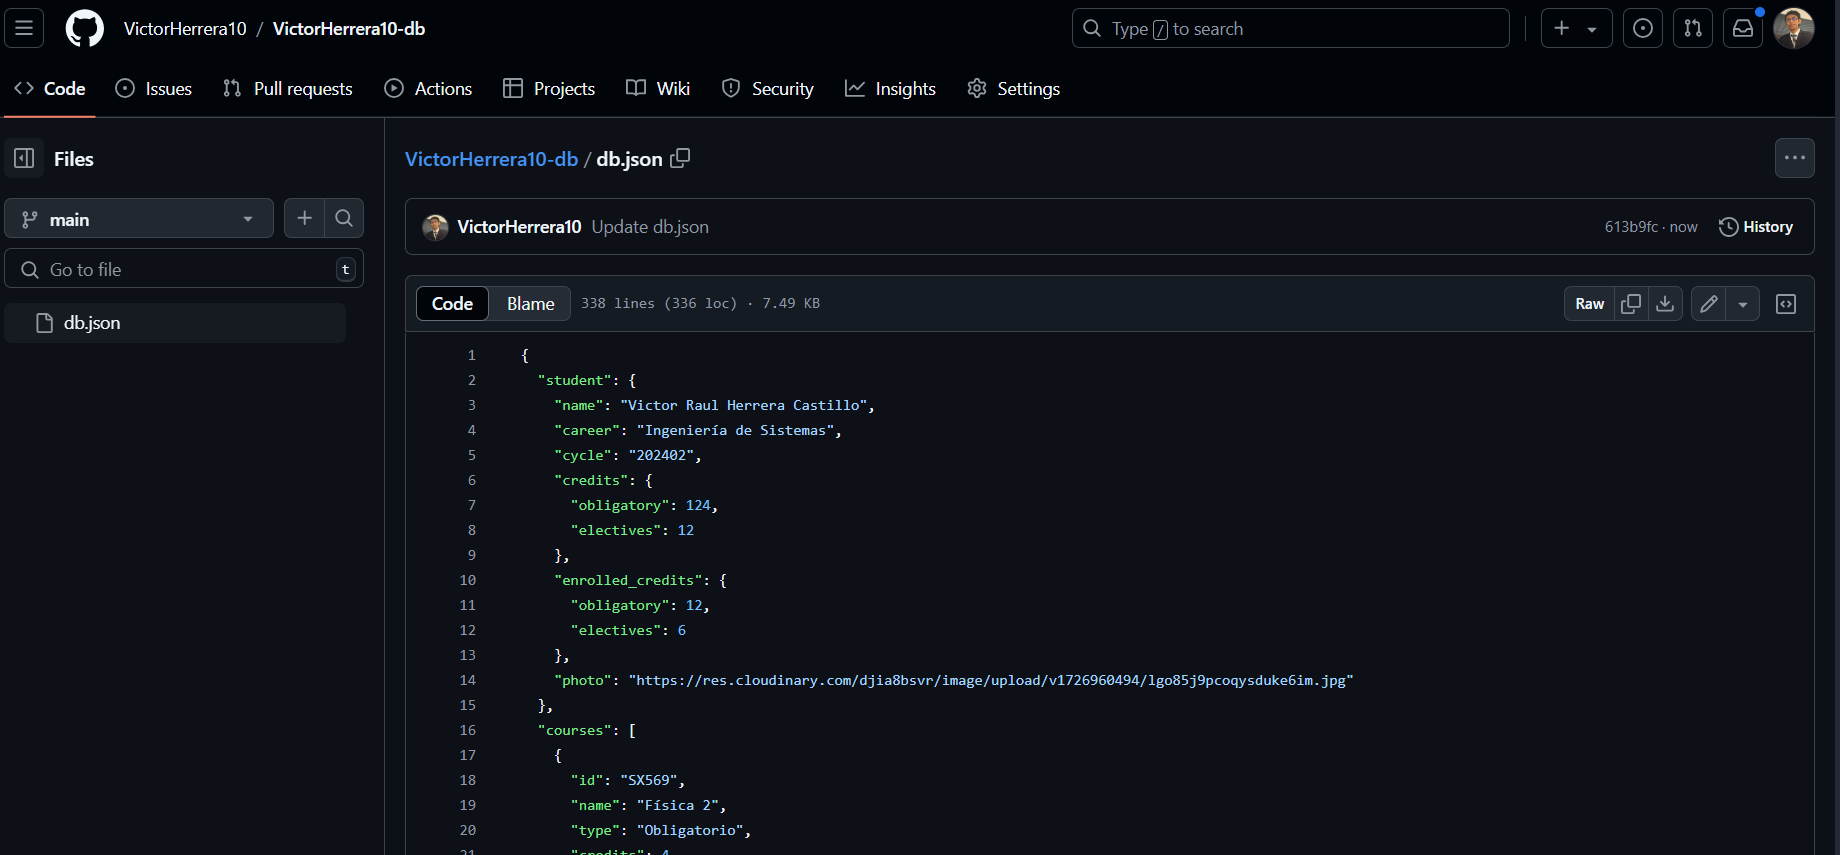 VictorHerrera10 / VictorHerrera10-db
Type / to search
Code Issues Pull requests Actions Projects Wiki Security Insights Settings
Files
main
Go to file t
db.json
VictorHerrera10-db / db.json
VictorHerrera10 Update db.json
613b9fc · now History
Code Blame 338 lines (336 loc) · 7.49 KB
Raw
1 {
2 "student": {
3 "name": "Victor Raul Herrera Castillo",
4 "career": "Ingeniería de Sistemas",
5 "cycle": "202402",
6 "credits": {
7 "obligatory": 124,
8 "electives": 12
9 },
10 "enrolled_credits": {
11 "obligatory": 12,
12 "electives": 6
13 },
14 "photo": "https://res.cloudinary.com/djia8bsvr/image/upload/v1726960494/lgo85j9pcoqysduke6im.jpg"
15 },
16 "courses": [
17 {
18 "id": "SX569",
19 "name": "Física 2",
20 "type": "Obligatorio",
21 "credits": 4